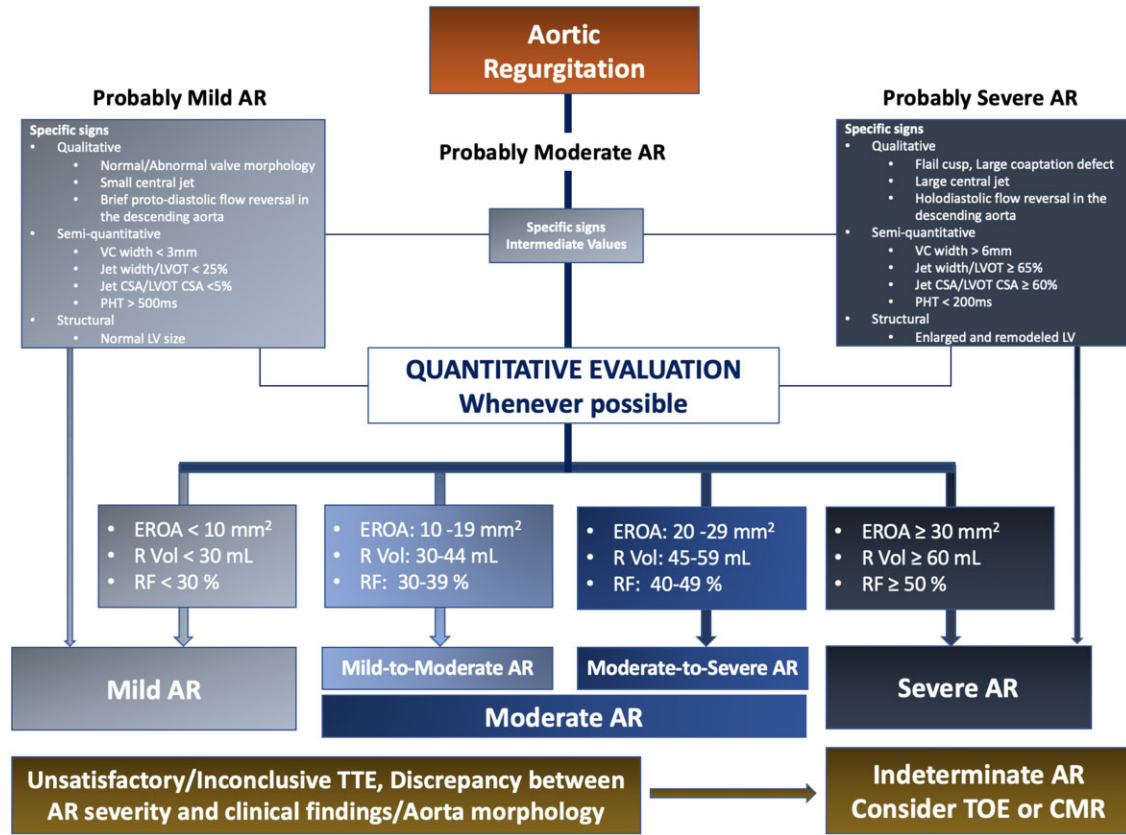 Aortic
Regurgitation
Probably Mild AR
Specific signs
• Qualitative
• Normal/Abnormal valve morphology
• Small central jet
• Brief proto-diastolic flow reversal in
the descending aorta
• Semi-quantitative
• VC width < 3mm
• Jet width/LVOT < 25%
• Jet CSA/LVOT CSA <5%
• PHT > 500ms
• Structural
• Normal LV size
Probably Moderate AR
Specific signs
Intermediate Values
Probably Severe AR
Specific signs
• Qualitative
• Flail cusp, Large coaptation defect
• Large central jet
• Holodiastolic flow reversal in the
descending aorta
• Semi-quantitative
• VC width > 6mm
• Jet width/LVOT ≥ 65%
• Jet CSA/LVOT CSA ≥ 60%
• PHT < 200ms
• Structural
• Enlarged and remodeled LV
QUANTITATIVE EVALUATION
Whenever possible
• EROA < 10 mm²
• R Vol < 30 mL
• RF < 30 %
• EROA: 10 -19 mm²
• R Vol: 30-44 mL
• RF: 30-39 %
• EROA: 20 -29 mm²
• R Vol: 45-59 mL
• RF: 40-49 %
• EROA ≥ 30 mm²
• R Vol ≥ 60 mL
• RF ≥ 50 %
Mild AR
Mild-to-Moderate AR
Moderate-to-Severe AR
Moderate AR
Severe AR
Unsatisfactory/Inconclusive TTE, Discrepancy between
AR severity and clinical findings/Aorta morphology
Indeterminate AR
Consider TOE or CMR